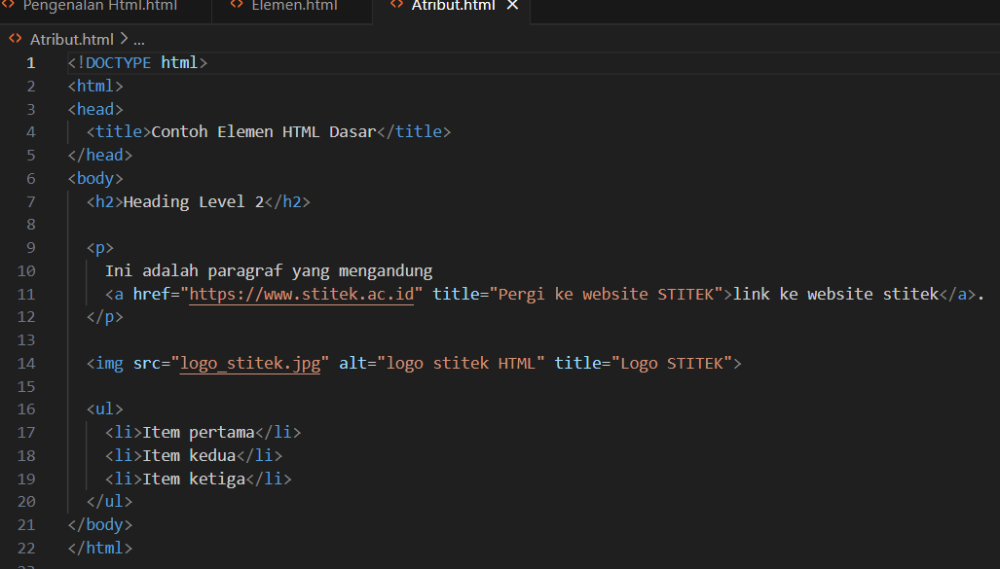 Pengenalan Html.html Elemen.html Atribut.html
Atribut.html > ...
1 <!DOCTYPE html>
2 <html>
3 <head>
4   <title>Contoh Elemen HTML Dasar</title>
5 </head>
6 <body>
7   <h2>Heading Level 2</h2>
8
9   <p>
10     Ini adalah paragraf yang mengandung
11     <a href="https://www.stitek.ac.id" title="Pergi ke website STITEK">link ke website stitek</a>.
12   </p>
13
14   <img src="logo_stitek.jpg" alt="logo stitek HTML" title="Logo STITEK">
15
16   <ul>
17     <li>Item pertama</li>
18     <li>Item kedua</li>
19     <li>Item ketiga</li>
20   </ul>
21 </body>
22 </html>